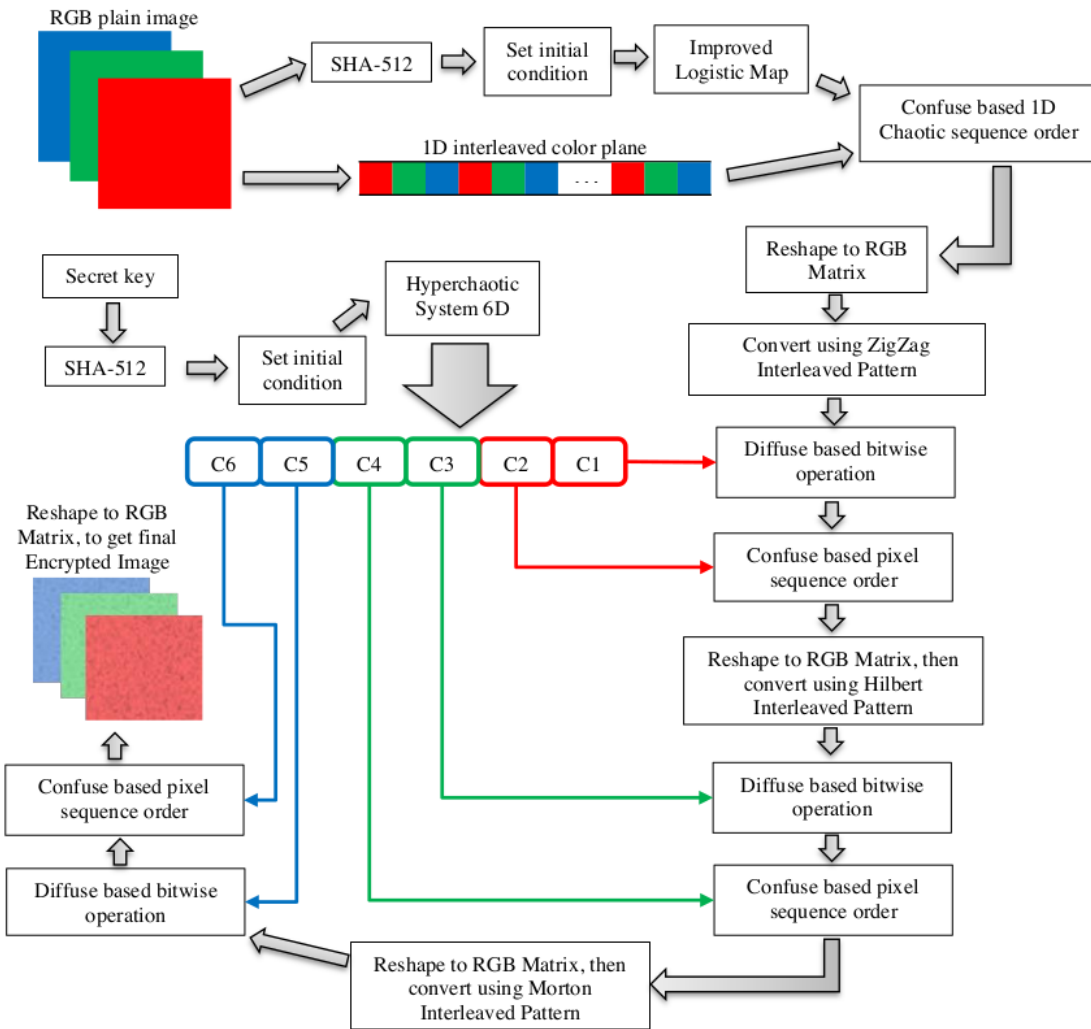 RGB plain image
SHA-512
Set initial
condition
Improved
Logistic Map
Confuse based 1D
Chaotic sequence order
1D interleaved color plane
. . .
Reshape to RGB
Matrix
Secret key
SHA-512
Set initial
condition
Hyperchaotic
System 6D
Convert using ZigZag
Interleaved Pattern
C6 C5 C4 C3 C2 C1
Diffuse based bitwise
operation
Confuse based pixel
sequence order
Reshape to RGB Matrix, then
convert using Hilbert
Interleaved Pattern
Diffuse based bitwise
operation
Confuse based pixel
sequence order
Reshape to RGB Matrix, then
convert using Morton
Interleaved Pattern
Diffuse based bitwise
operation
Confuse based pixel
sequence order
Reshape to RGB
Matrix, to get final
Encrypted Image